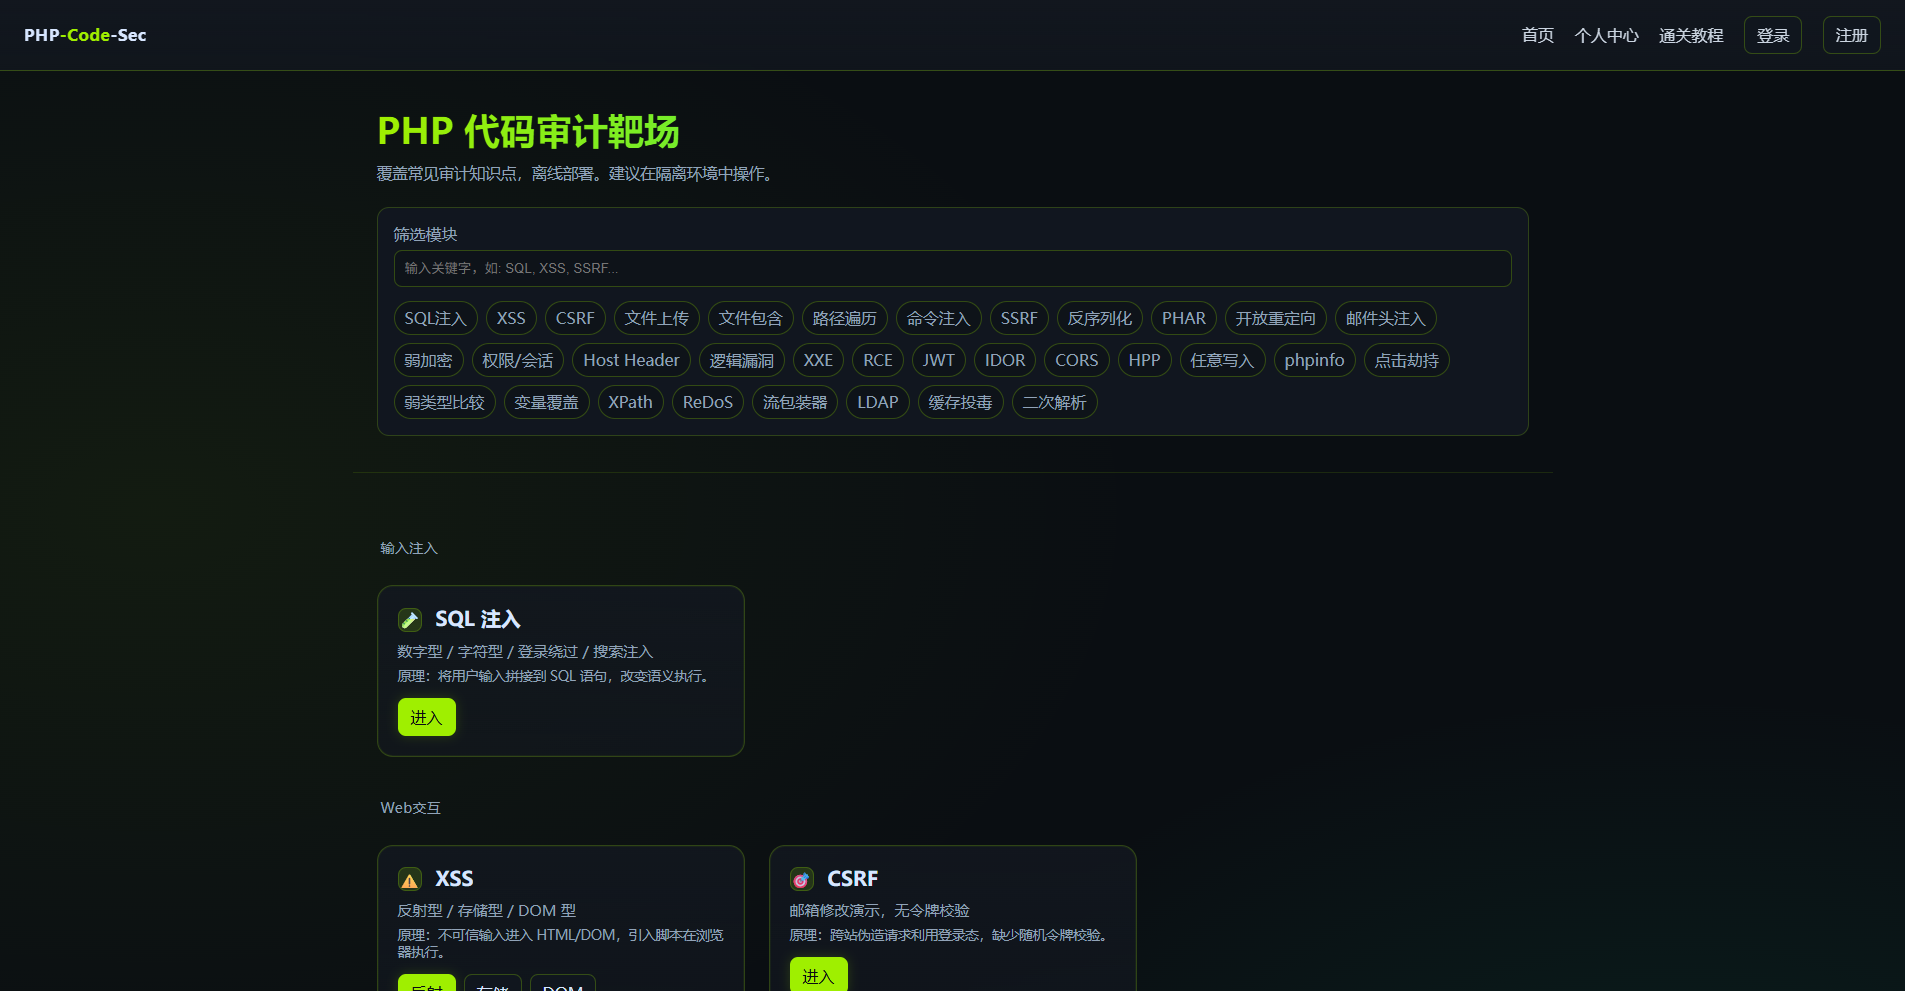 PHP-Code-Sec
首页 个人中心 通关教程 登录 注册
PHP 代码审计靶场
覆盖常见审计知识点，离线部署。建议在隔离环境中操作。
筛选模块
输入关键字，如: SQL, XSS, SSRF...
SQL注入 XSS CSRF 文件上传 文件包含 路径遍历 命令注入 SSRF 反序列化 PHAR 开放重定向 邮件头注入
弱加密 权限/会话 Host Header 逻辑漏洞 XXE RCE JWT IDOR CORS HPP 任意写入 phpinfo 点击劫持
弱类型比较 变量覆盖 XPath ReDoS 流包装器 LDAP 缓存投毒 二次解析
输入注入
SQL 注入
数字型 / 字符型 / 登录绕过 / 搜索注入
原理：将用户输入拼接到 SQL 语句，改变语义执行。
进入
Web交互
XSS
反射型 / 存储型 / DOM 型
原理：不可信输入进入 HTML/DOM，引入脚本在浏览
器执行。
反射 存储 DOM
CSRF
邮箱修改演示，无令牌校验
原理：跨站伪造请求利用登录态，缺少随机令牌校验。
进入